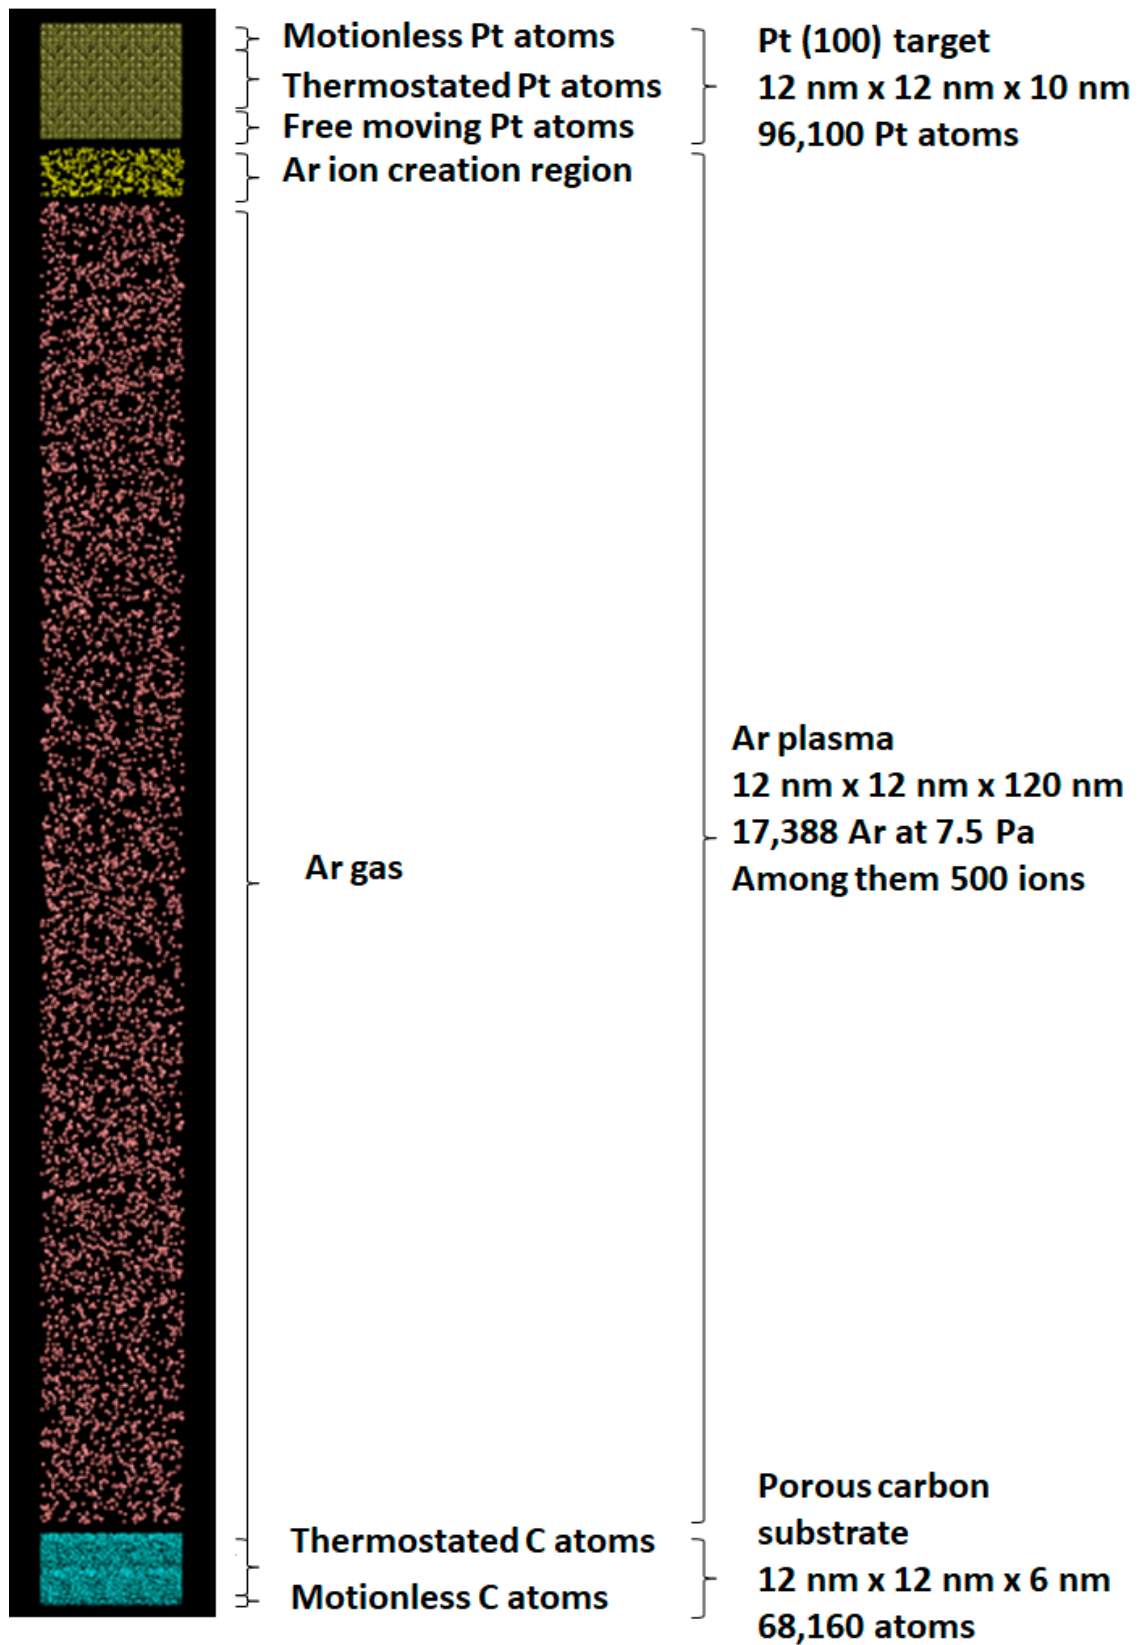 Motionless Pt atoms
Thermostated Pt atoms
Free moving Pt atoms
Ar ion creation region
Pt (100) target
12 nm x 12 nm x 10 nm
96,100 Pt atoms
Ar gas
Ar plasma
12 nm x 12 nm x 120 nm
17,388 Ar at 7.5 Pa
Among them 500 ions
Thermostated C atoms
Motionless C atoms
Porous carbon
substrate
12 nm x 12 nm x 6 nm
68,160 atoms